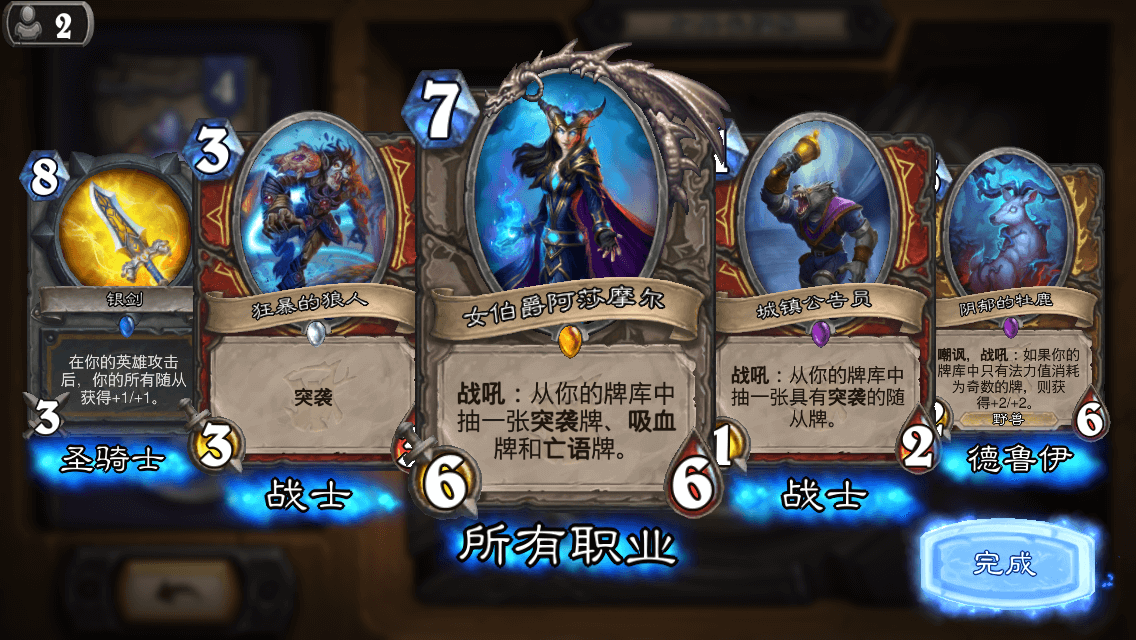 2
4
8
银剑
在你的英雄攻击
后，你的所有随从
获得+1/+1。
3
圣骑士
3
狂暴的狼人
突袭
3
战士
7
女伯爵阿莎摩尔
战吼：从你的牌库中
抽一张突袭牌、吸血
牌和亡语牌。
6
6
所有职业
1
城镇公告员
战吼：从你的牌库中
抽一张具有突袭的随
从牌。
1
2
战士
阴郁的牡鹿
嘲讽，战吼：如果你的
牌库中只有法力值消耗
为奇数的牌，则获
得+2/+2。
野兽
6
德鲁伊
完成